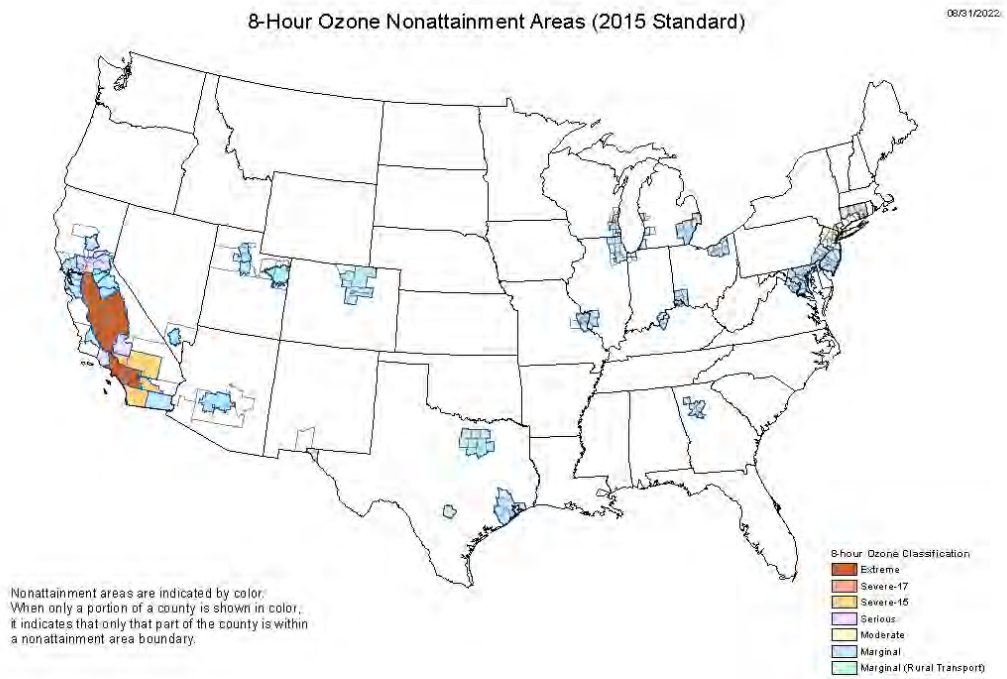 8-Hour Ozone Nonattainment Areas (2015 Standard)
08/31/2022
8-hour Ozone Classification
Extreme
Severe-17
Severe-15
Serious
Moderate
Marginal
Marginal (Rural Transport)
Nonattainment areas are indicated by color.
When only a portion of a county is shown in color,
it indicates that only that part of the county is within
a nonattainment area boundary.